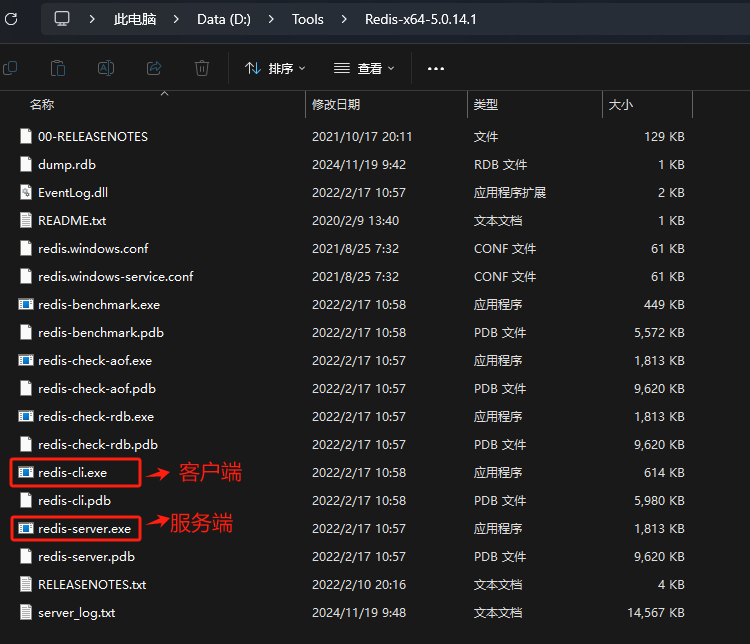 此电脑 > Data (D:) > Tools > Redis-x64-5.0.14.1
排序 查看 ...
名称 修改日期 类型 大小
00-RELEASENOTES 2021/10/17 20:11 文件 129 KB
dump.rdb 2024/11/19 9:42 RDB 文件 1 KB
EventLog.dll 2022/2/17 10:57 应用程序扩展 2 KB
README.txt 2020/2/9 13:40 文本文档 1 KB
redis.windows.conf 2021/8/25 7:32 CONF 文件 61 KB
redis.windows-service.conf 2021/8/25 7:32 CONF 文件 61 KB
redis-benchmark.exe 2022/2/17 10:58 应用程序 449 KB
redis-benchmark.pdb 2022/2/17 10:58 PDB 文件 5,572 KB
redis-check-aof.exe 2022/2/17 10:57 应用程序 1,813 KB
redis-check-aof.pdb 2022/2/17 10:57 PDB 文件 9,620 KB
redis-check-rdb.exe 2022/2/17 10:57 应用程序 1,813 KB
redis-check-rdb.pdb 2022/2/17 10:57 PDB 文件 9,620 KB
redis-cli.exe 客户端 2022/2/17 10:58 应用程序 614 KB
redis-cli.pdb 2022/2/17 10:58 PDB 文件 5,980 KB
redis-server.exe 服务端 2022/2/17 10:57 应用程序 1,813 KB
redis-server.pdb 2022/2/17 10:57 PDB 文件 9,620 KB
RELEASENOTES.txt 2022/2/10 20:16 文本文档 4 KB
server_log.txt 2024/11/19 9:48 文本文档 14,567 KB